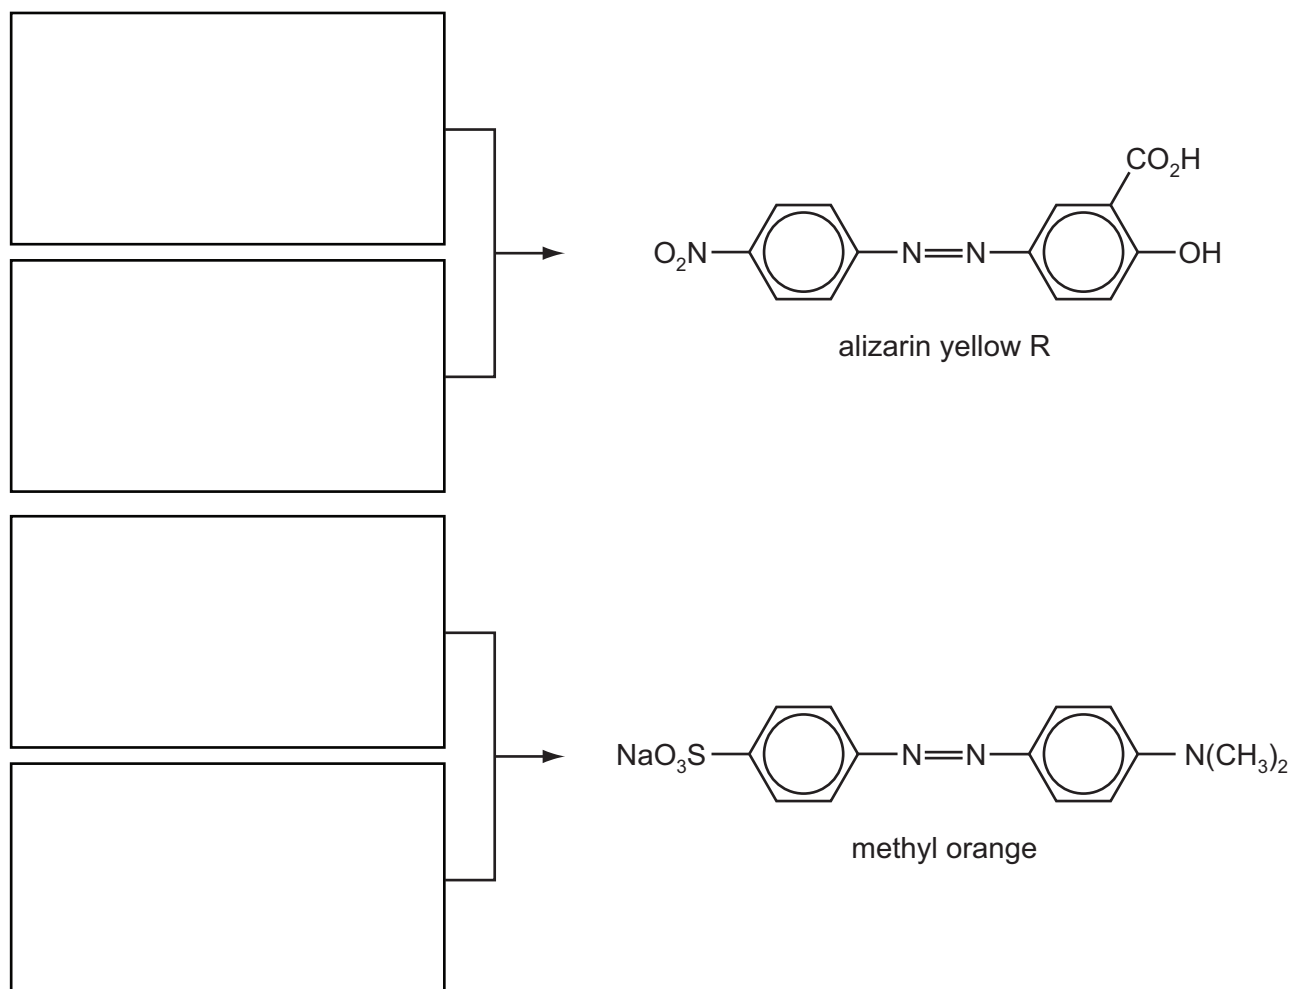 CO₂H
O₂N N=N OH
alizarin yellow R
NaO₃S N=N N(CH₃)₂
methyl orange